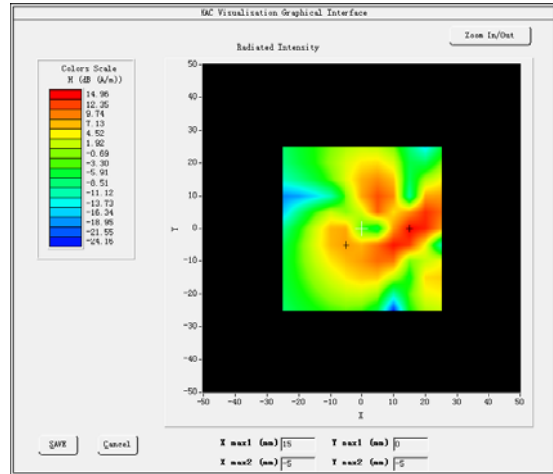 HAC Visualisation Graphical Interface
Zoom In/Out
Radiated Intensity
Colors Scale
H (dB (A/m))
14.96
12.35
9.74
7.13
4.52
1.92
-0.69
-3.30
-5.91
-8.51
-11.12
-13.73
-16.34
-18.95
-21.55
-24.16
50
40
30
20
10
Y 0
-10
-20
-30
-40
-50
-50 -40 -30 -20 -10 0 10 20 30 40 50
X
SAVE
Cancel
X max1 (mm) 15 Y max1 (mm) 0
X max2 (mm) -5 Y max2 (mm) -5